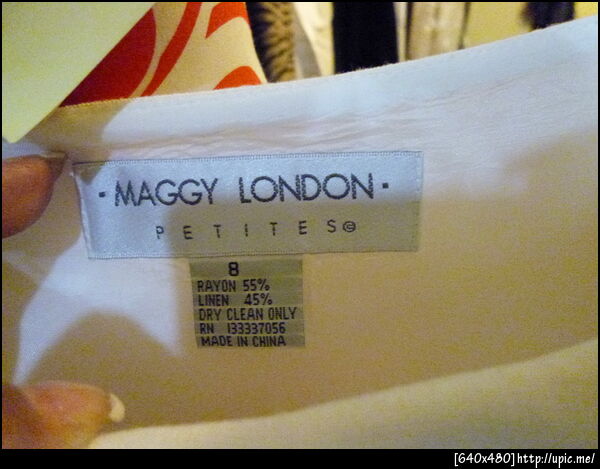 · MAGGY LONDON ·
PETITES©
8
RAYON 55%
LINEN 45%
DRY CLEAN ONLY
RN 133337056
MADE IN CHINA
[640x480]http://upic.me/